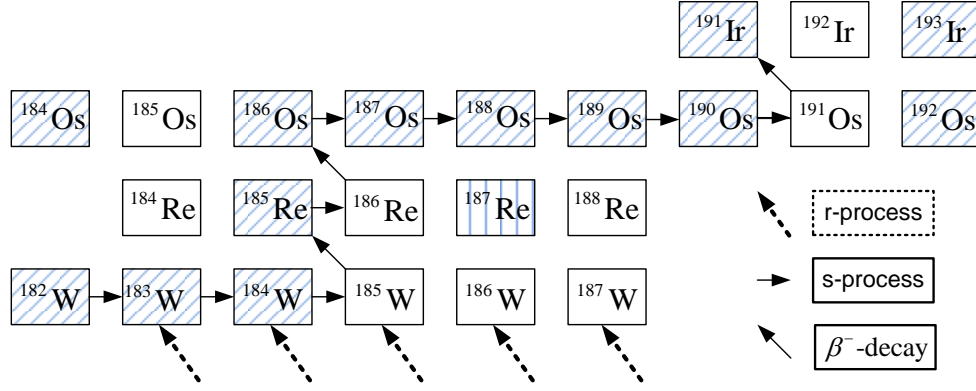 ¹⁹¹Ir ¹⁹²Ir ¹⁹³Ir
¹⁸⁴Os ¹⁸⁵Os ¹⁸⁶Os ¹⁸⁷Os ¹⁸⁸Os ¹⁸⁹Os ¹⁹⁰Os ¹⁹¹Os ¹⁹²Os
¹⁸⁴Re ¹⁸⁵Re ¹⁸⁶Re ¹⁸⁷Re ¹⁸⁸Re
¹⁸²W ¹⁸³W ¹⁸⁴W ¹⁸⁵W ¹⁸⁶W ¹⁸⁷W
r-process
s-process
β⁻-decay